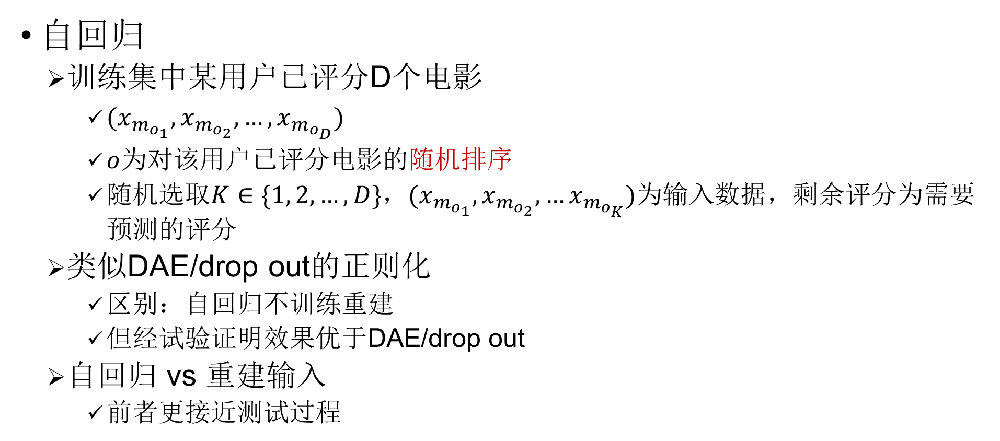 • 自回归
➢训练集中某用户已评分D个电影
✓(x_{m_{o_1}}, x_{m_{o_2}}, ... , x_{m_{o_D}})
✓o为对该用户已评分电影的随机排序
✓随机选取K ∈ {1, 2, ... , D}，(x_{m_{o_1}}, x_{m_{o_2}}, ... x_{m_{o_K}})为输入数据，剩余评分为需要
预测的评分
➢类似DAE/drop out的正则化
✓区别：自回归不训练重建
✓但经试验证明效果优于DAE/drop out
➢自回归 vs 重建输入
✓前者更接近测试过程